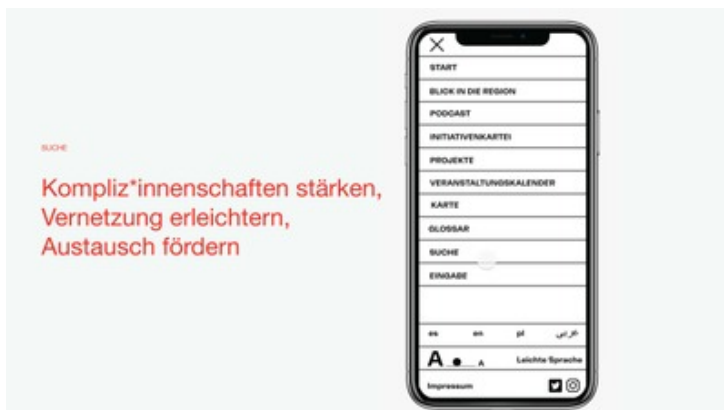 SUCHE
Kompliz*innenschaften stärken,
Vernetzung erleichtern,
Austausch fördern
START
BLICK IN DIE REGION
PODCAST
INITIATIVENKARTEI
PROJEKTE
VERANSTALTUNGSKALENDER
KARTE
GLOSSAR
SUCHE
EINGABE
es en pl عربي
A A Leichte Sprache
Impressum